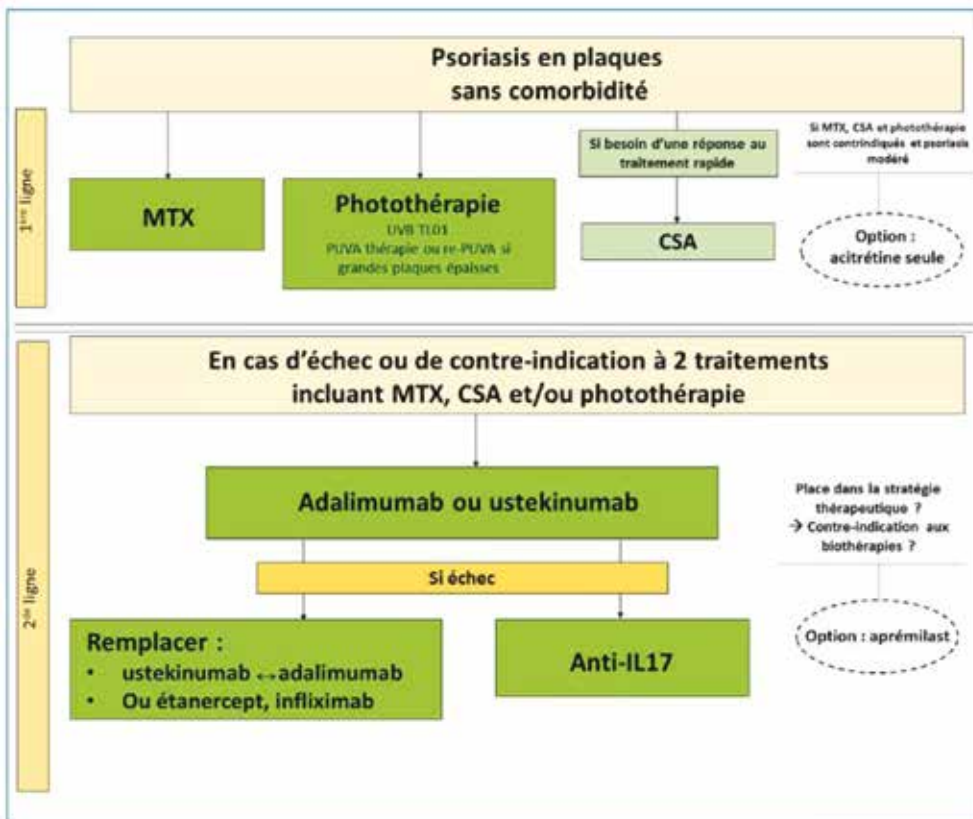 Psoriasis en plaques
sans comorbidité
1ère ligne
MTX
Photothérapie
UVB TL01
PUVA thérapie ou re-PUVA si
grandes plaques épaisses
Si besoin d'une réponse au
traitement rapide
CSA
Si MTX, CSA et photothérapie
sont contrindiqués et psoriasis
modéré
Option :
acitrétine seule
2de ligne
En cas d'échec ou de contre-indication à 2 traitements
incluant MTX, CSA et/ou photothérapie
Adalimumab ou ustekinumab
Si échec
Remplacer :
• ustekinumab ↔adalimumab
• Ou étanercept, infliximab
Anti-IL17
Place dans la stratégie
thérapeutique ?
→ Contre-indication aux
biothérapies ?
Option : aprémilast